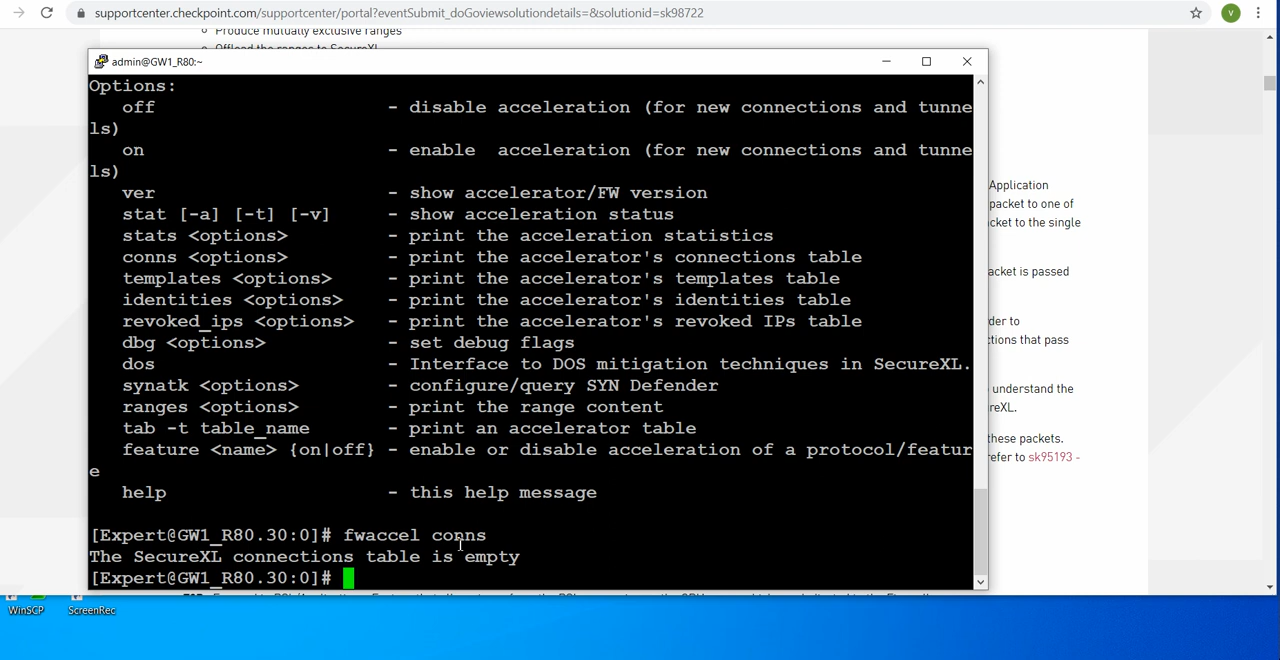 supportcenter.checkpoint.com/supportcenter/portal?eventSubmit_doGoviewsolutiondetails=&solutionid=sk98722
v
Produce mutually exclusive ranges
Offload the ranges to SecureXL
admin@GW1_R80:~
Options:
off - disable acceleration (for new connections and tunne
ls)
on - enable  acceleration (for new connections and tunne
ls)
ver - show accelerator/FW version
stat [-a] [-t] [-v] - show acceleration status
stats <options> - print the acceleration statistics
conns <options> - print the accelerator's connections table
templates <options> - print the accelerator's templates table
identities <options> - print the accelerator's identities table
revoked_ips <options> - print the accelerator's revoked IPs table
dbg <options> - set debug flags
dos - Interface to DOS mitigation techniques in SecureXL.
synatk <options> - configure/query SYN Defender
ranges <options> - print the range content
tab -t table_name - print an accelerator table
feature <name> {on|off} - enable or disable acceleration of a protocol/featur
e
help - this help message
[Expert@GW1_R80.30:0]# fwaccel conns
The SecureXL connections table is empty
[Expert@GW1_R80.30:0]#
Application
packet to one of
cket to the single
acket is passed
der to
ctions that pass
understand the
reXL.
these packets.
refer to sk95193 -
WinSCP
ScreenRec